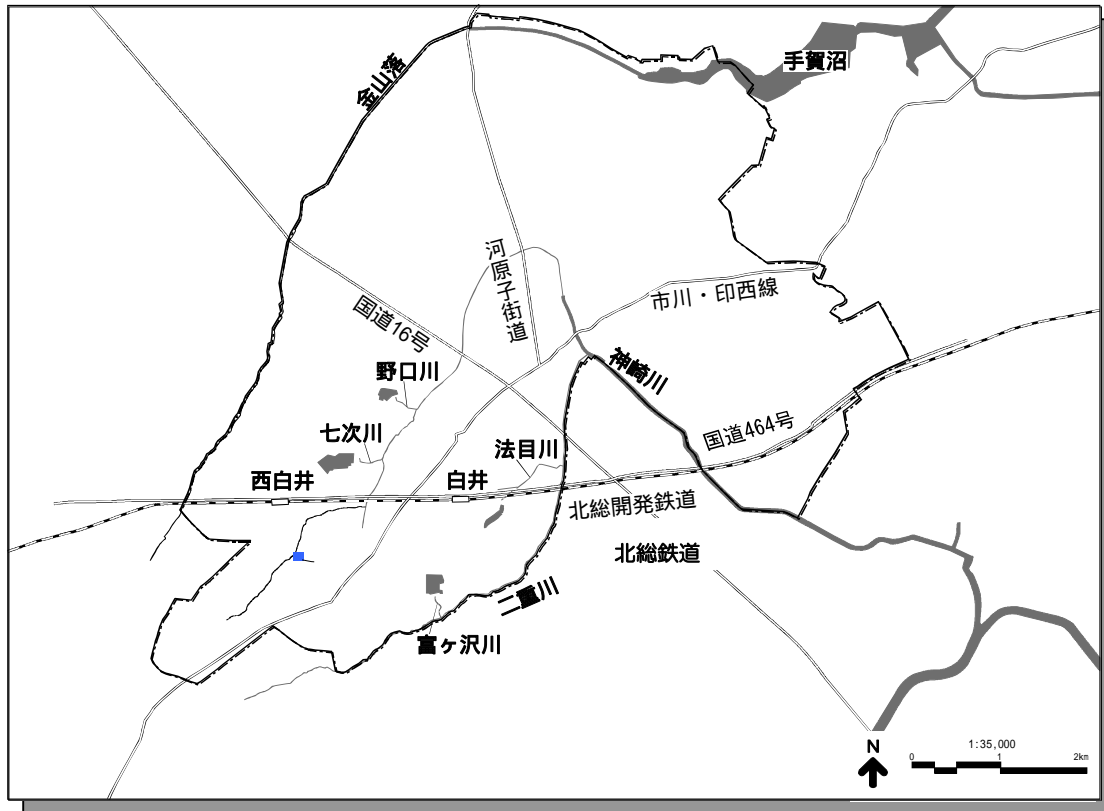 手賀沼
金山落
河原子街道
市川・印西線
国道16号
神崎川
野口川
国道464号
七次川
法目川
西白井
白井
北総開発鉄道
北総鉄道
二重川
富ヶ沢川
N
1:35,000
0 1 2km